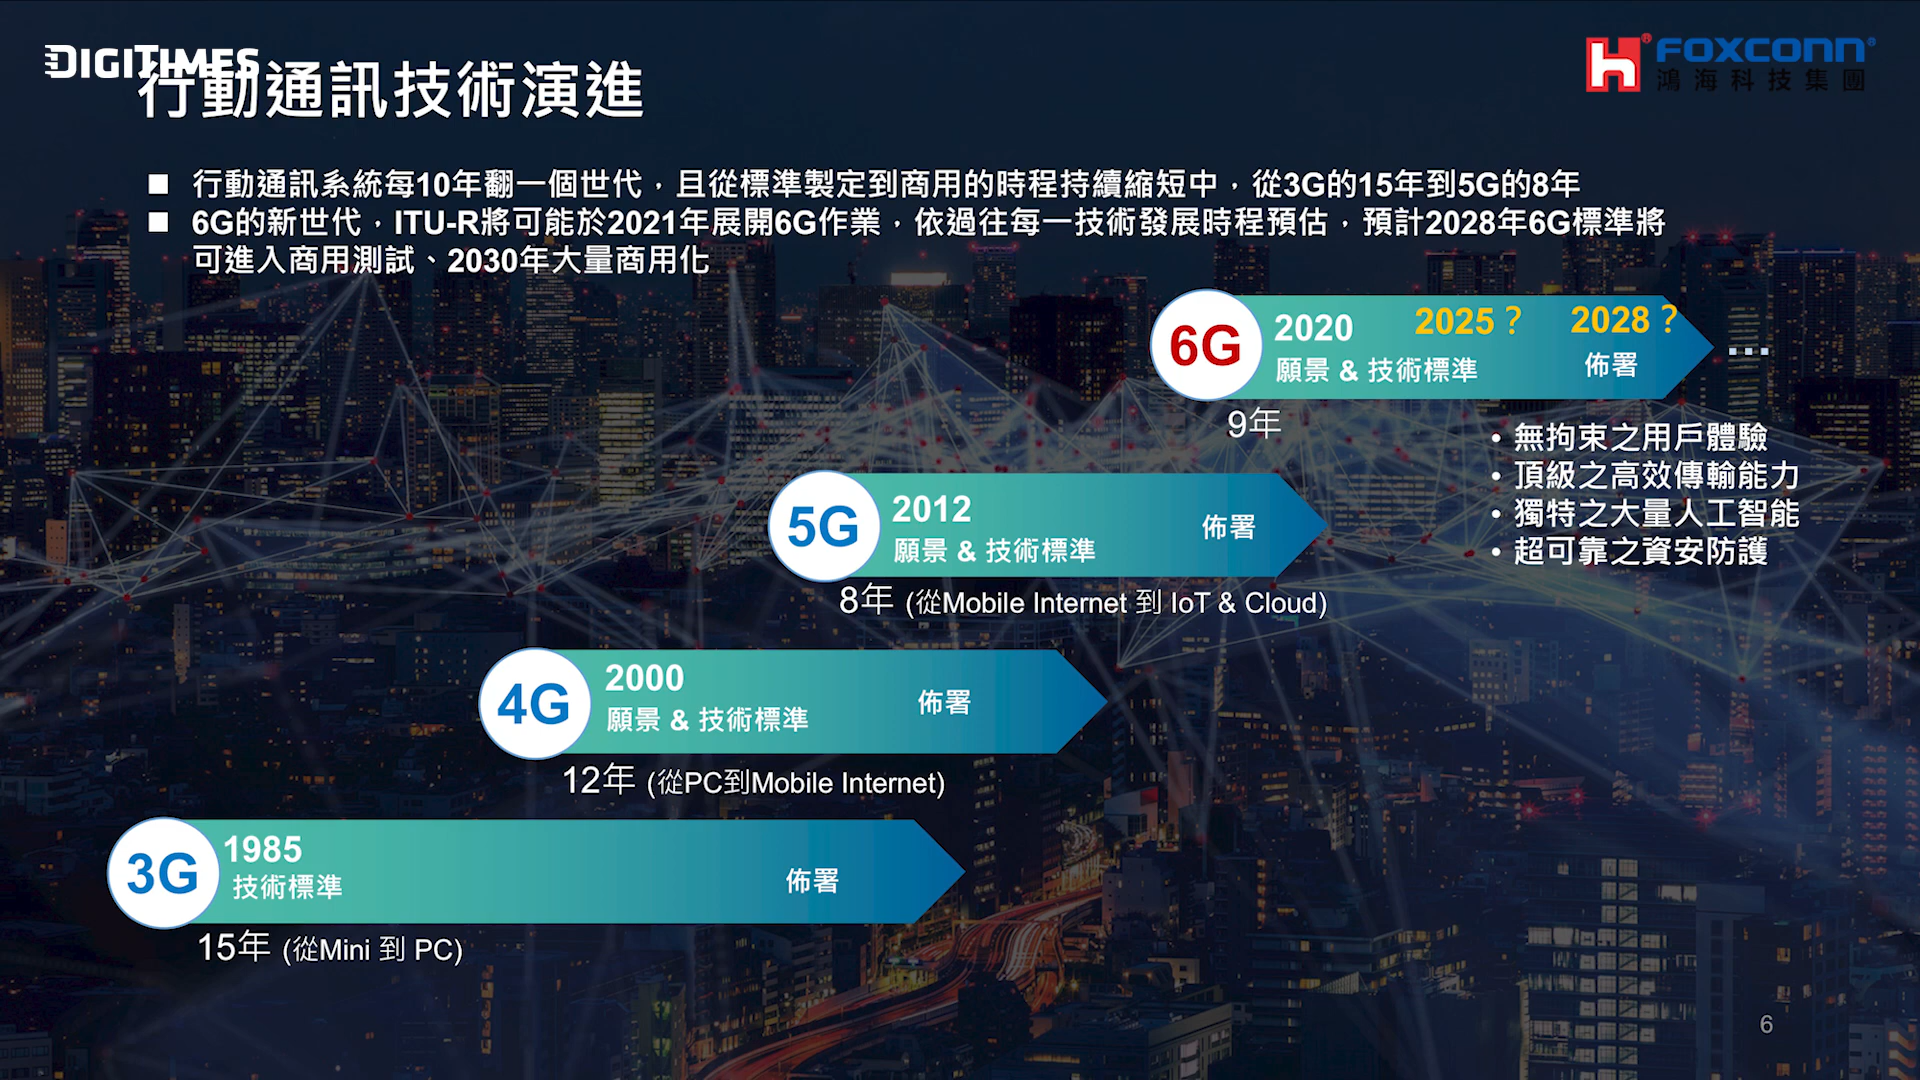 DIGITIMES
行動通訊技術演進
FOXCONN®
鴻海科技集團
■ 行動通訊系統每10年翻一個世代，且從標準製定到商用的時程持續縮短中，從3G的15年到5G的8年
■ 6G的新世代，ITU-R將可能於2021年展開6G作業，依過往每一技術發展時程預估，預計2028年6G標準將
可進入商用測試、2030年大量商用化
6G 2020 2025？ 2028？
願景 & 技術標準 佈署 ...
9年
• 無拘束之用戶體驗
• 頂級之高效傳輸能力
• 獨特之大量人工智能
• 超可靠之資安防護
5G 2012
願景 & 技術標準 佈署
8年 (從Mobile Internet 到 IoT & Cloud)
4G 2000
願景 & 技術標準 佈署
12年 (從PC到Mobile Internet)
3G 1985
技術標準 佈署
15年 (從Mini 到 PC)
6